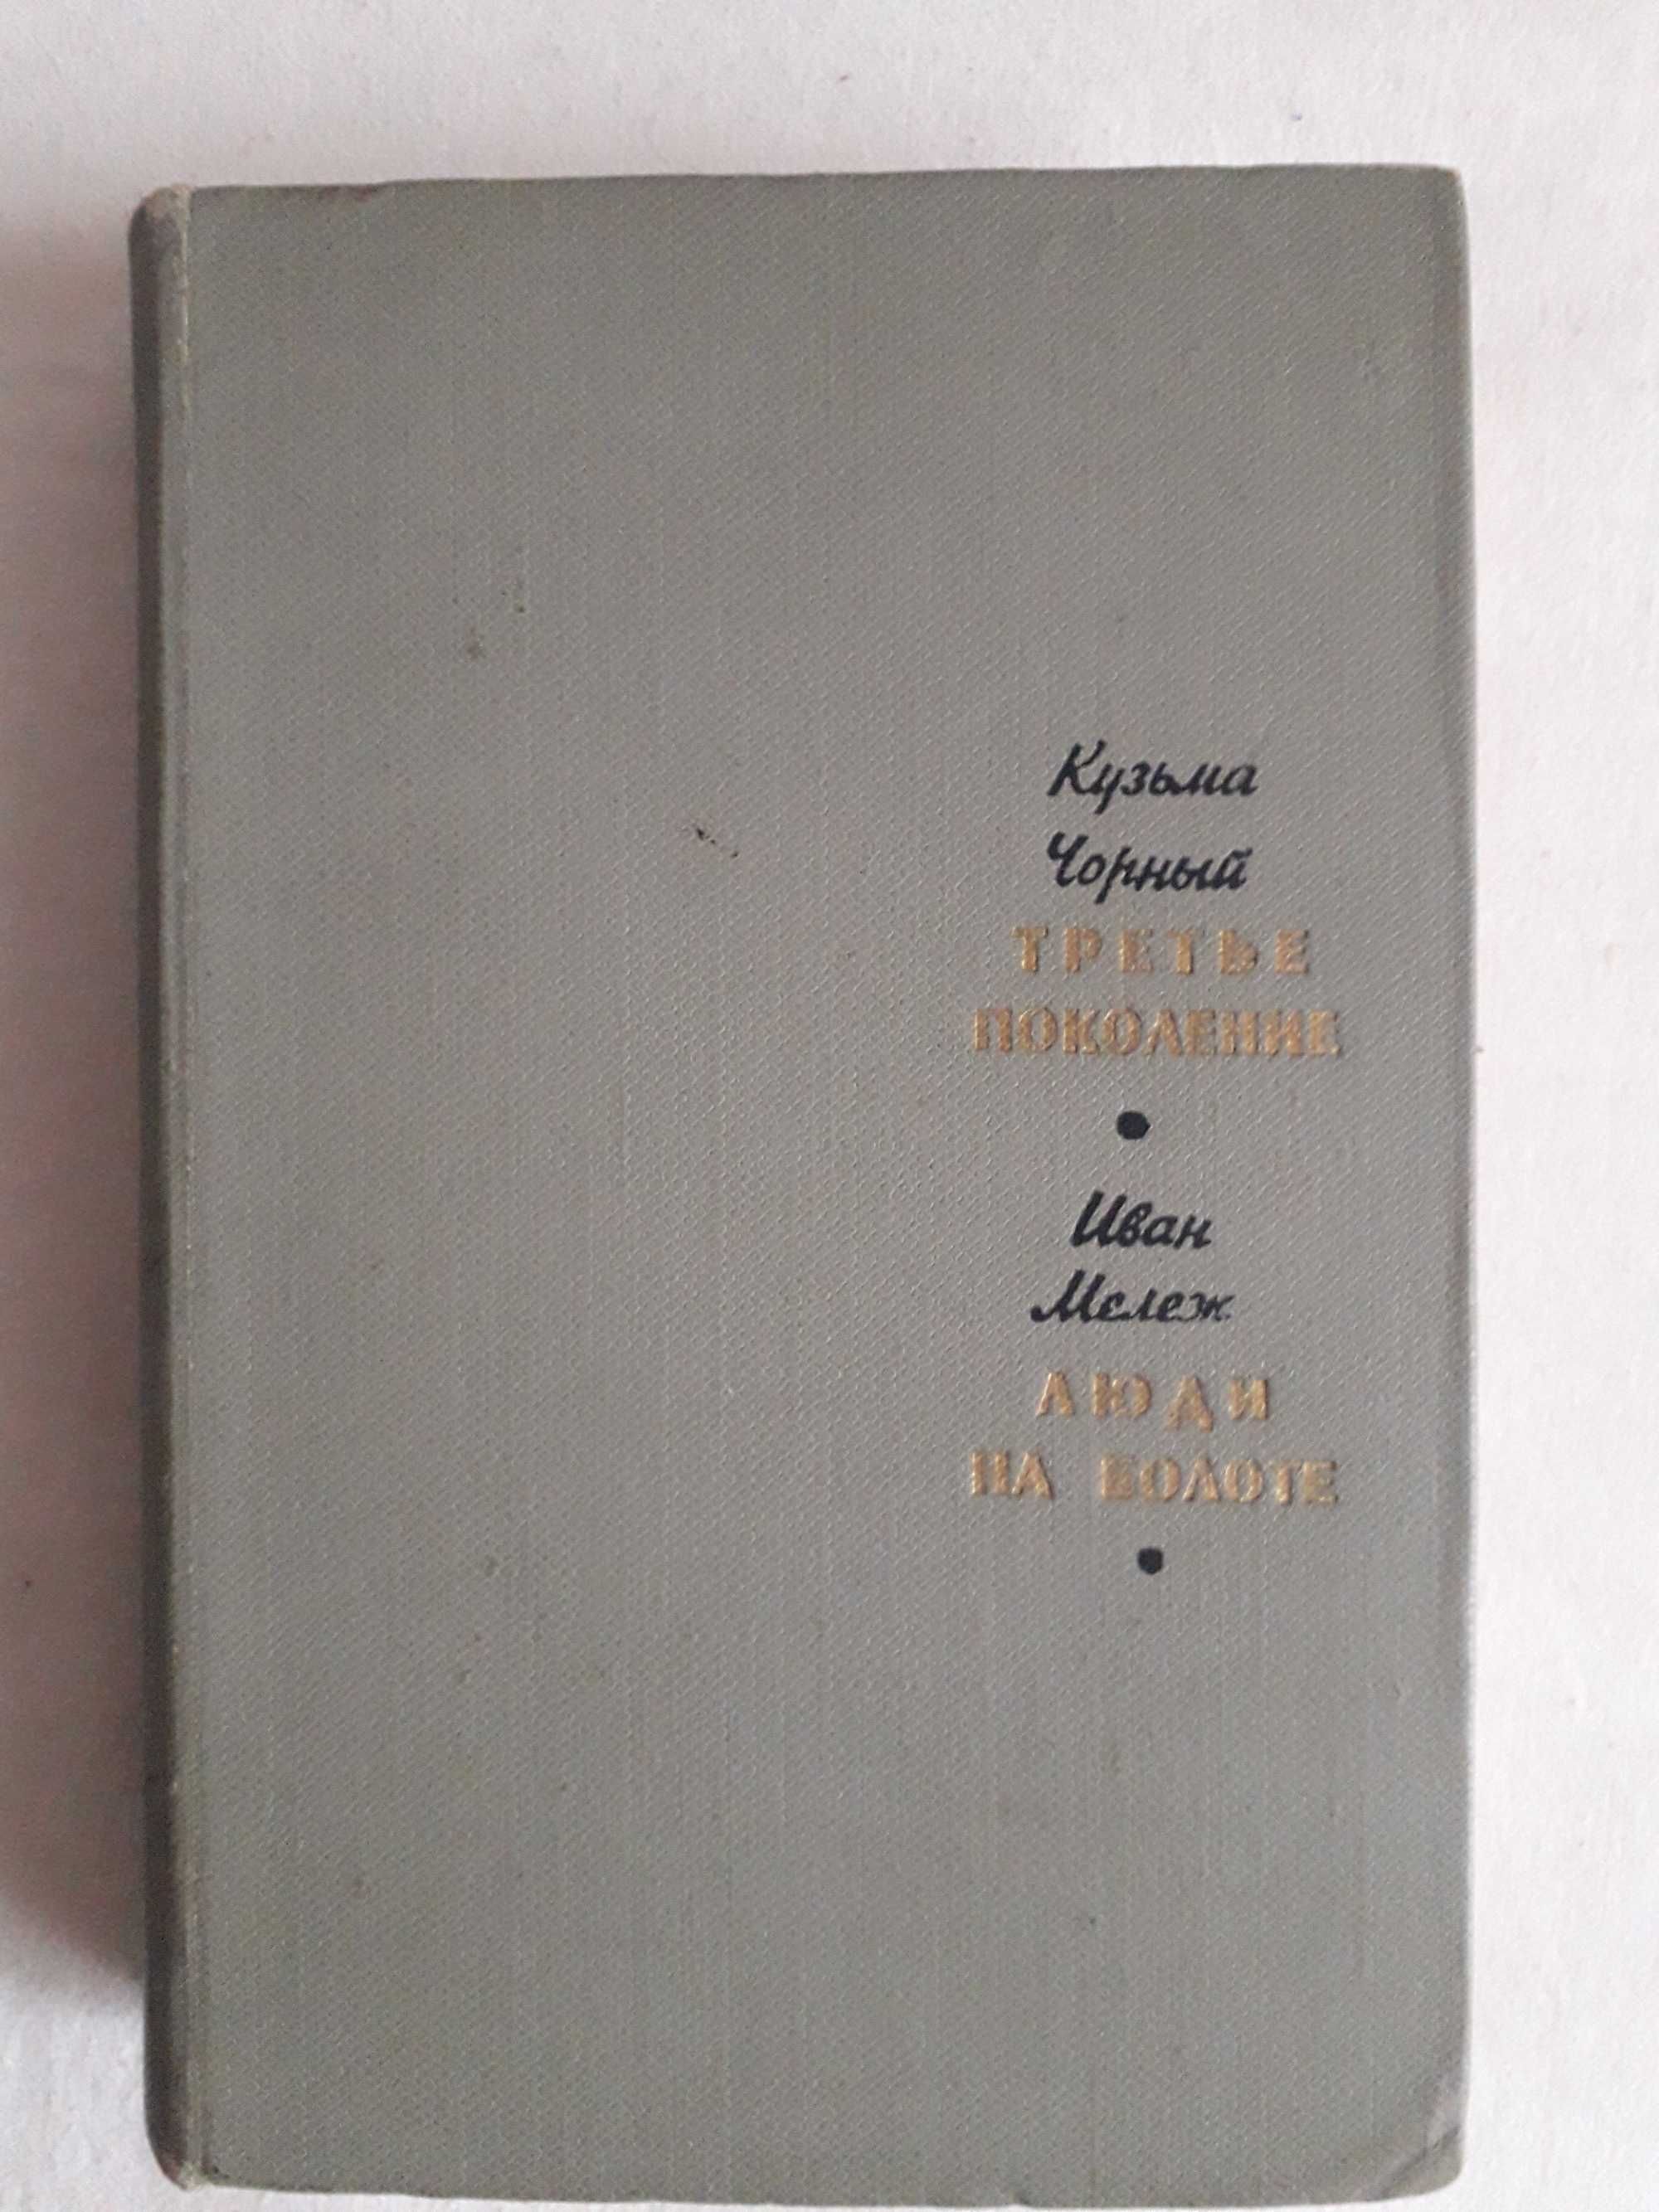 Кузьма
Чорный
ТРЕТЬЕ
ПОКОЛЕНИЕ
•
Иван
Мележ
ЛЮДИ
НА БОЛОТЕ
•